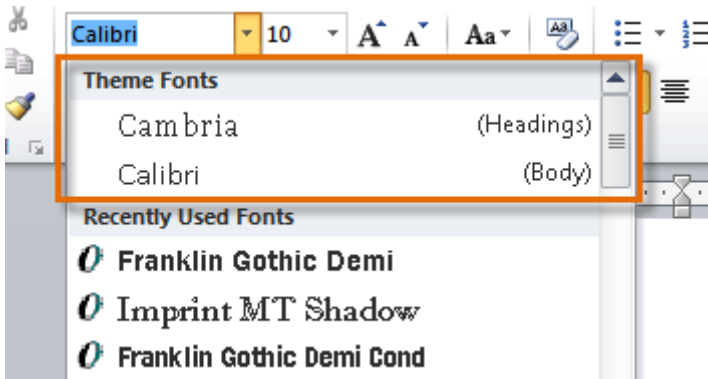 Calibri 10 A A Aa
Theme Fonts
Cambria (Headings)
Calibri (Body)
Recently Used Fonts
O Franklin Gothic Demi
O Imprint MT Shadow
O Franklin Gothic Demi Cond